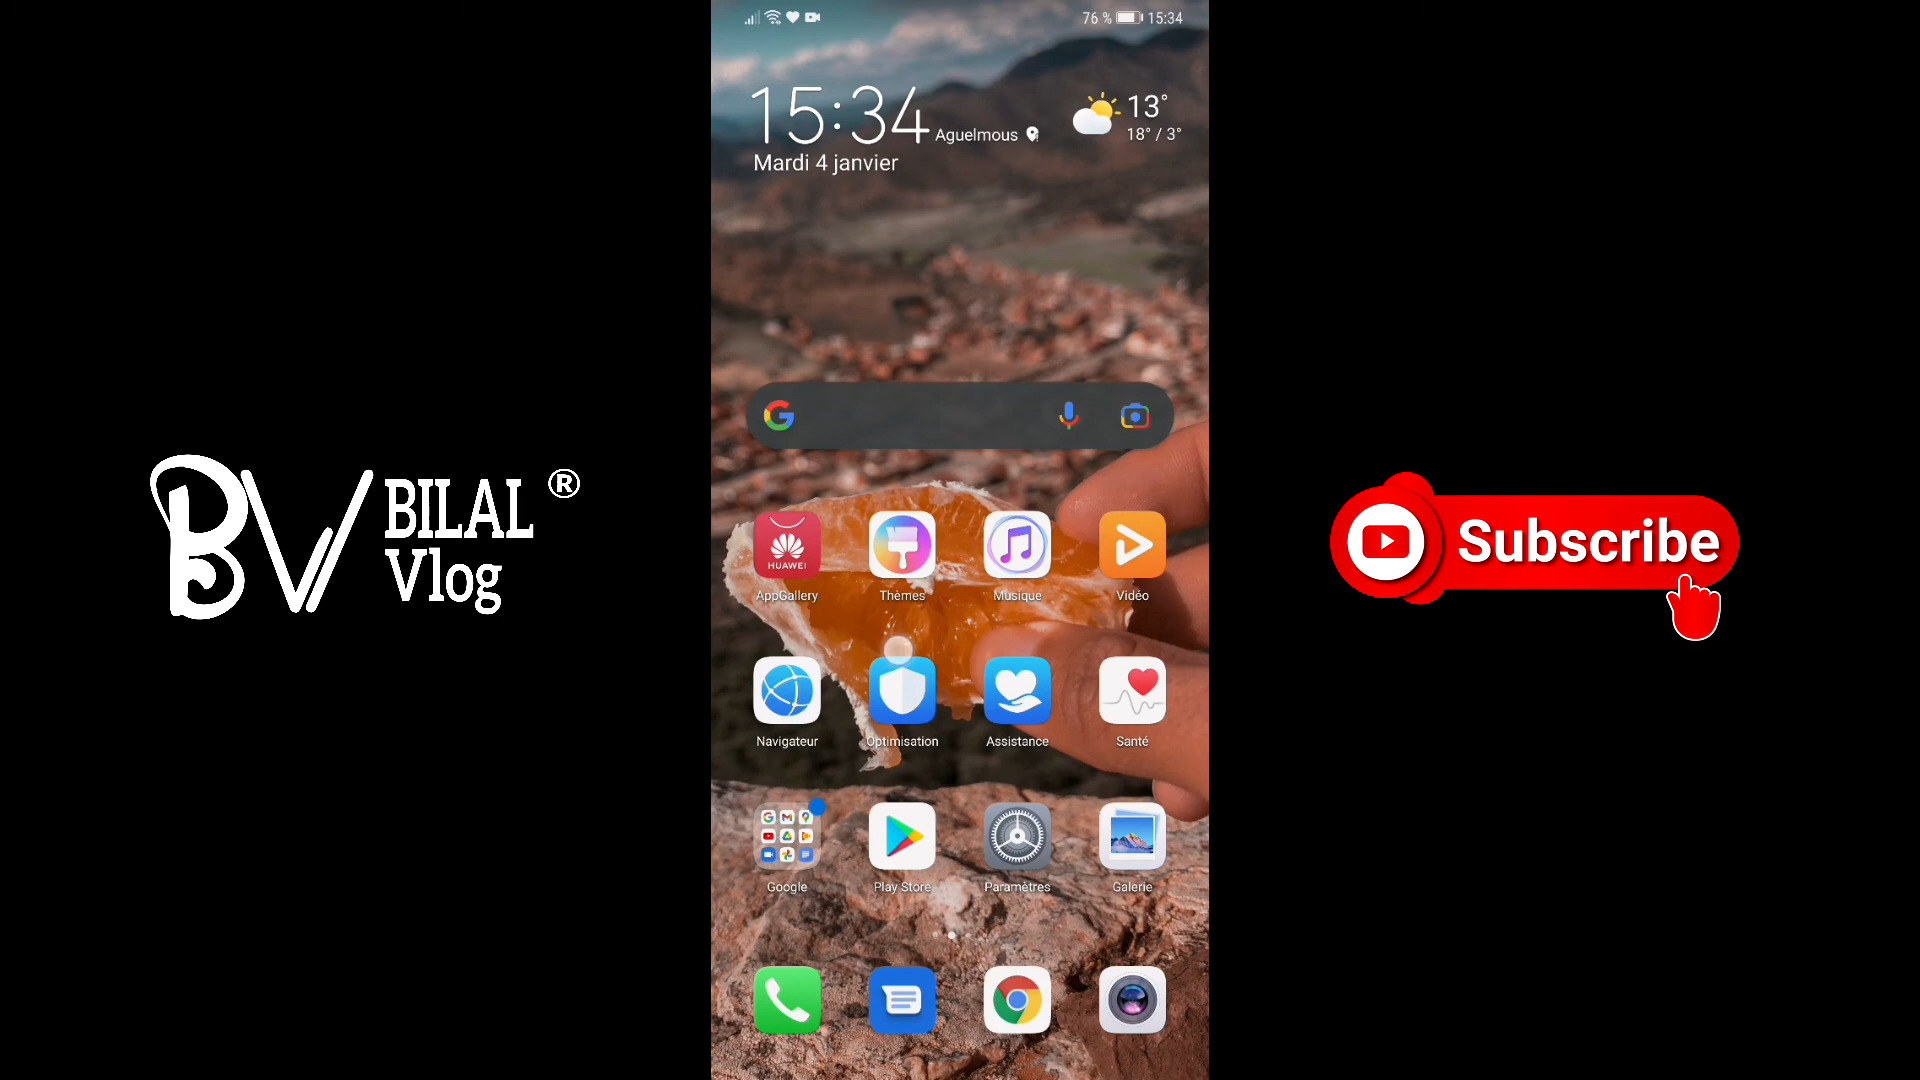 76 % 15:34
15:34 Aguelmous
13°
18° / 3°
Mardi 4 janvier
HUAWEI
AppGallery Thèmes Musique Vidéo
BILAL ®
Vlog
Subscribe
Navigateur Optimisation Assistance Santé
Google Play Store Paramètres Galerie